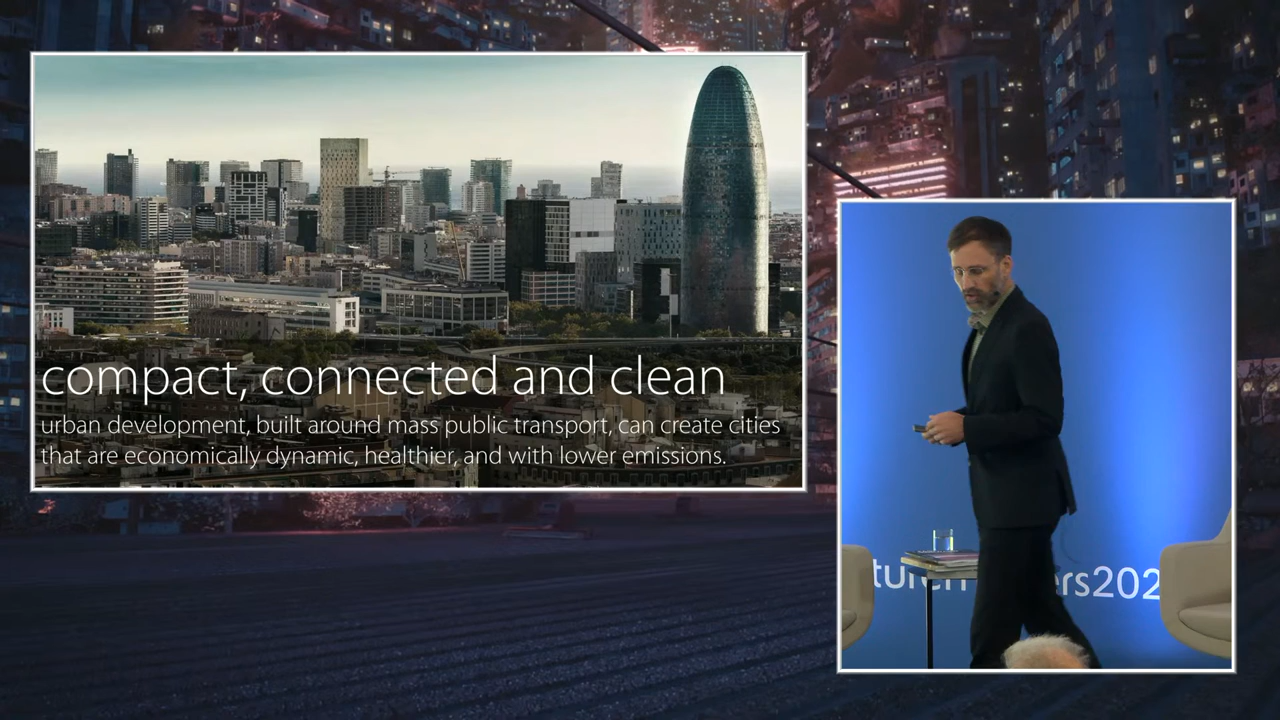 compact, connected and clean
urban development, built around mass public transport, can create cities
that are economically dynamic, healthier, and with lower emissions.